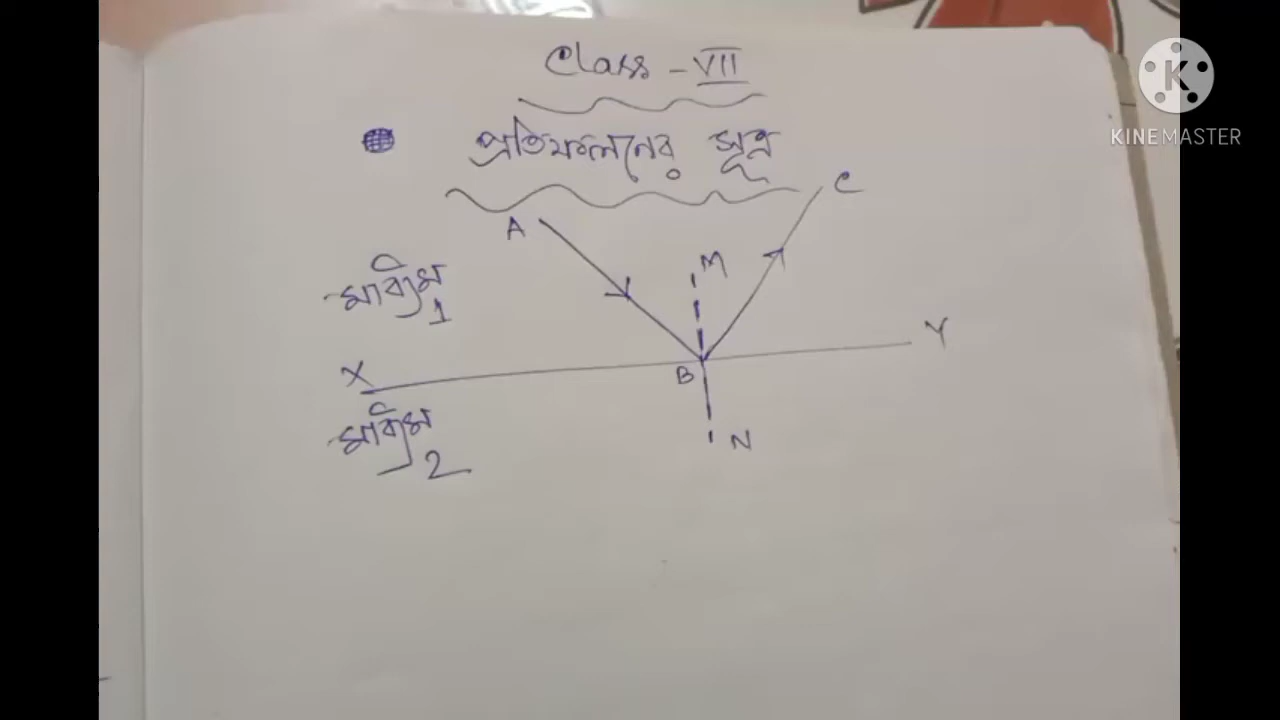 Class - VII
প্রতিফলনের সূত্র
A
C
M
মাধ্যম 1
X
B
Y
মাধ্যম 2
N
K
KINEMASTER